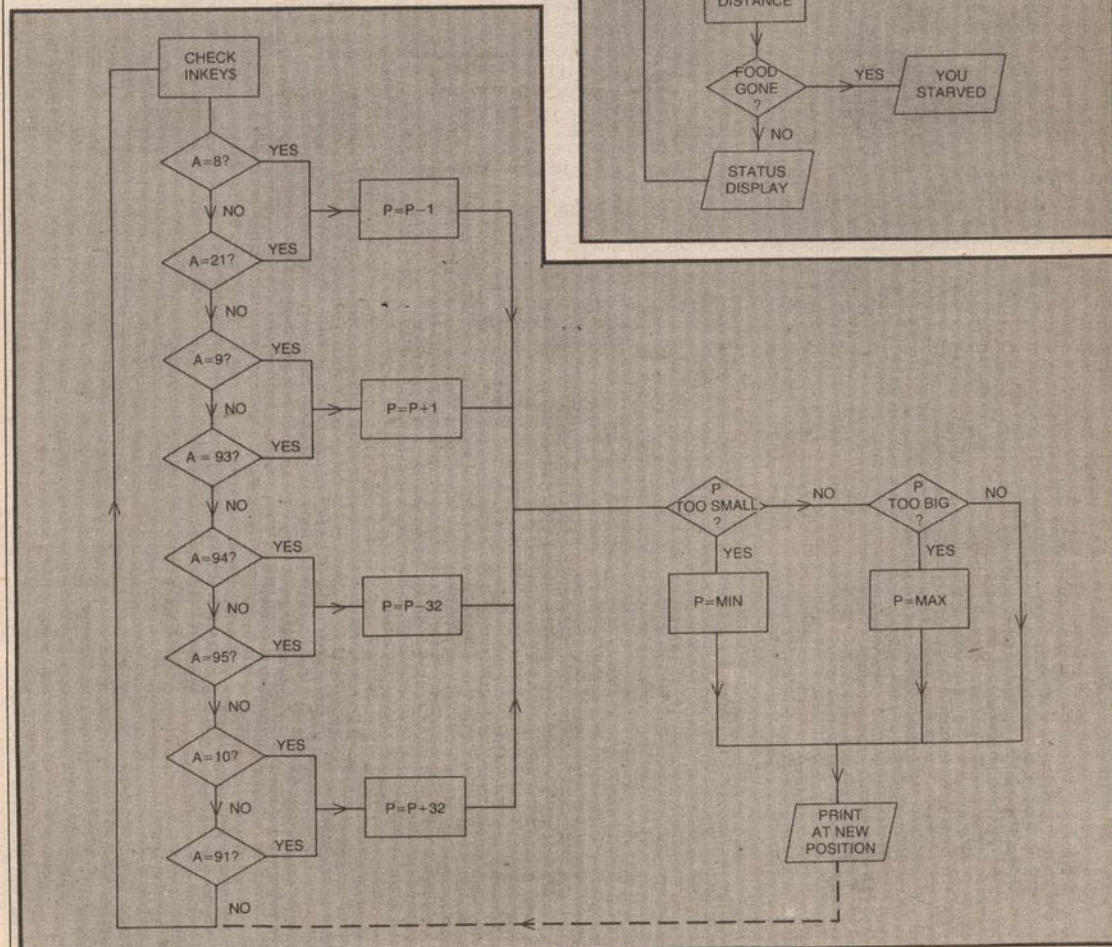 DISTANCE
FOOD
GONE
?
YES
YOU
STARVED
NO
STATUS
DISPLAY
CHECK
INKEY$
A=8?
YES
NO
P=P−1
A=21?
YES
NO
A=9?
YES
NO
P=P+1
A = 93?
YES
NO
A=94?
YES
NO
P=P−32
A=95?
YES
NO
A=10?
YES
NO
P=P+32
A=91?
YES
NO
P
TOO SMALL
?
NO
YES
P=MIN
P
TOO BIG
?
NO
YES
P=MAX
PRINT
AT NEW
POSITION